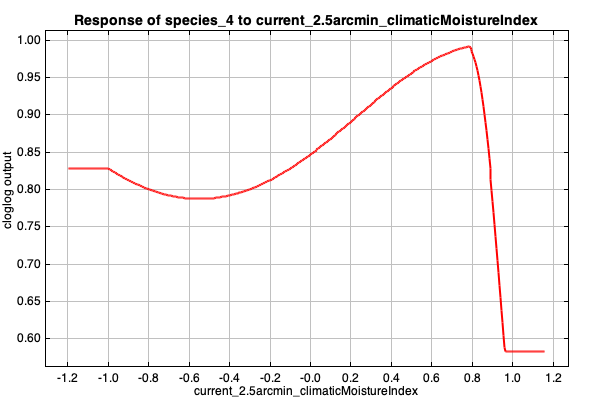 Response of species_4 to current_2.5arcmin_climaticMoistureIndex
cloglog output
1.00
0.95
0.90
0.85
0.80
0.75
0.70
0.65
0.60
-1.2 -1.0 -0.8 -0.6 -0.4 -0.2 -0.0 0.2 0.4 0.6 0.8 1.0 1.2
current_2.5arcmin_climaticMoistureIndex